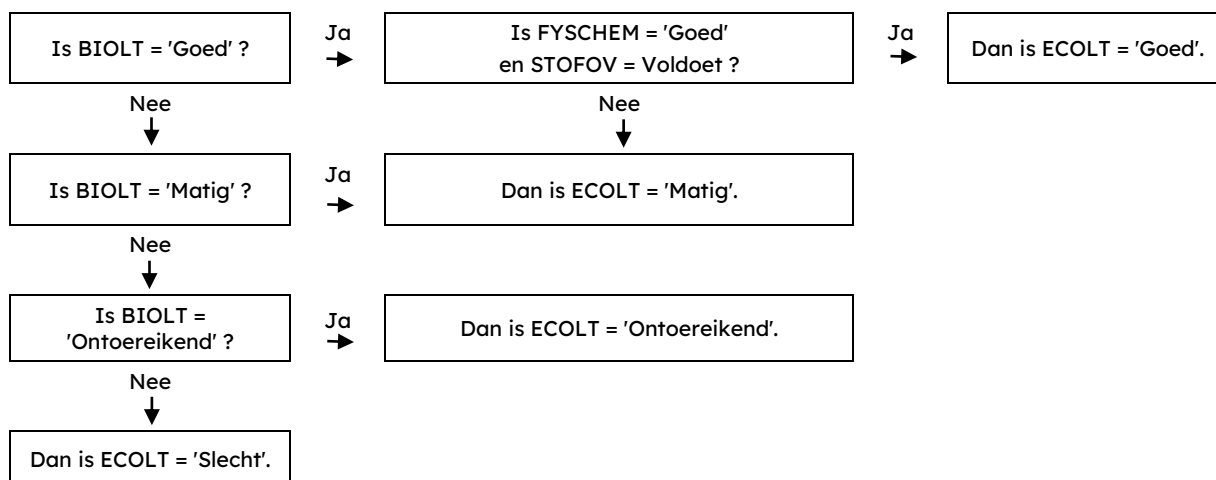 Is BIOLT = 'Goed' ?
Ja
Is FYSCHEM = 'Goed'
en STOFOV = Voldoet ?
Ja
Dan is ECOLT = 'Goed'.
Nee
Nee
Is BIOLT = 'Matig' ?
Ja
Dan is ECOLT = 'Matig'.
Nee
Is BIOLT =
'Ontoereikend' ?
Ja
Dan is ECOLT = 'Ontoereikend'.
Nee
Dan is ECOLT = 'Slecht'.